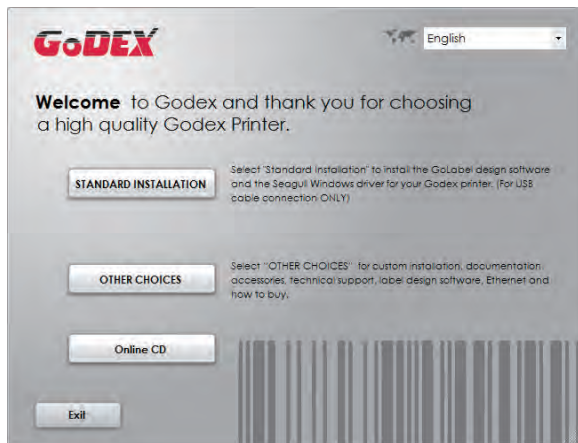 GoDEX
English
Welcome to Godex and thank you for choosing
a high quality Godex Printer.
STANDARD INSTALLATION
Select 'Standard Installation' to install the GoLabel design software
and the Seagull Windows driver for your Godex printer. (For USB
cable connection ONLY)
OTHER CHOICES
Select "OTHER CHOICES" for custom installation, documentation
accessories, technical support, label design software, Ethernet and
how to buy.
Online CD
Exit